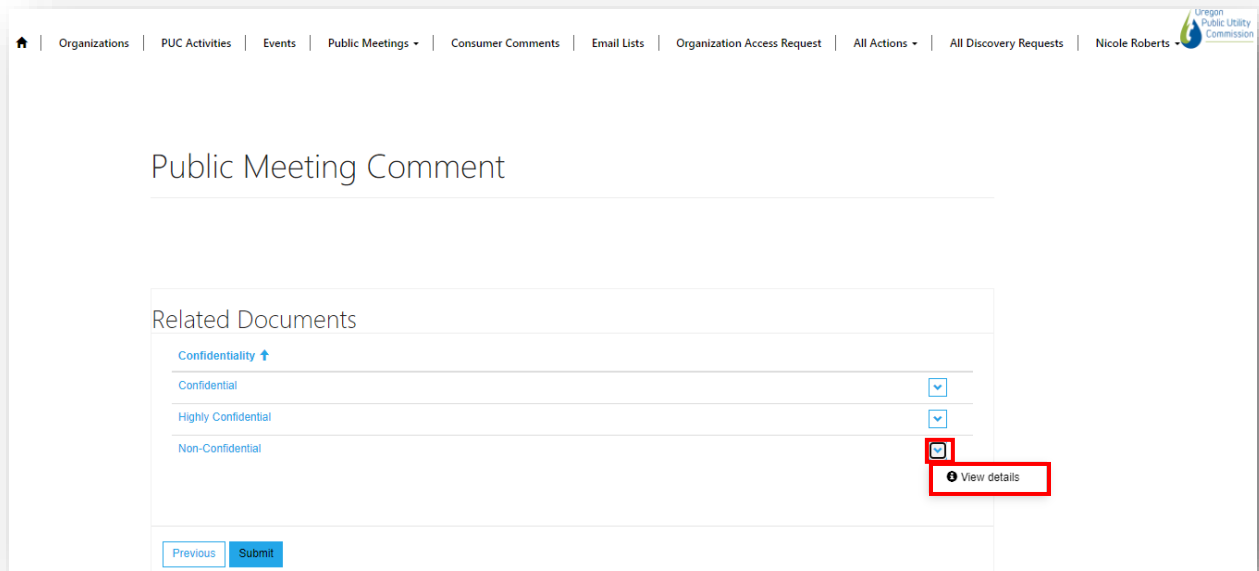 Oregon
Public Utility
Commission
Organizations PUC Activities Events Public Meetings Consumer Comments Email Lists Organization Access Request All Actions All Discovery Requests Nicole Roberts
Public Meeting Comment
Related Documents
Confidentiality
Confidential
Highly Confidential
Non-Confidential
View details
Previous Submit